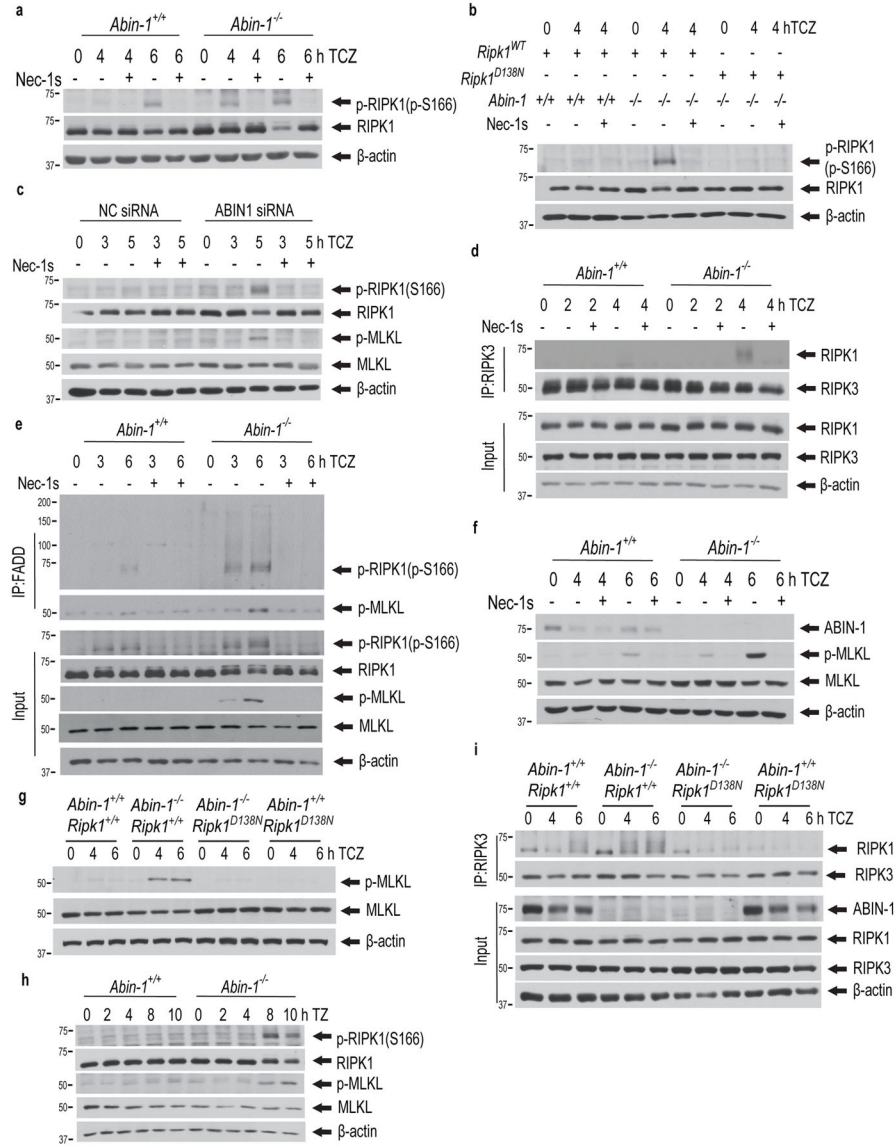 a
Abin-1+/+ Abin-1-/-
0 4 4 6 6 0 4 4 6 6 h TCZ
Nec-1s - - + - + - - + - +
75- p-RIPK1(p-S166)
75- RIPK1
37- β-actin
b
0 4 4 0 4 4 0 4 4 hTCZ
Ripk1WT + + + + + +
Ripk1D138N + + +
Abin-1 +/+ +/+ +/+ -/- -/- -/- -/- -/- -/-
Nec-1s - - + - - + - - +
75- p-RIPK1
(p-S166)
75- RIPK1
37- β-actin
c
NC siRNA ABIN1 siRNA
0 3 5 3 5 0 3 5 3 5 h TCZ
Nec-1s - - - + + - - - + +
75- p-RIPK1(S166)
75- RIPK1
50- p-MLKL
50- MLKL
37- β-actin
d
Abin-1+/+ Abin-1-/-
0 2 2 4 4 0 2 2 4 4 h TCZ
Nec-1s - - + - + - - + - +
IP:RIPK3
75- RIPK1
50- RIPK3
Input
75- RIPK1
50- RIPK3
37- β-actin
e
Abin-1+/+ Abin-1-/-
0 3 6 3 6 0 3 6 3 6 h TCZ
Nec-1s - - - + + - - - + +
IP:FADD
200-
150-
100-
75- p-RIPK1(p-S166)
50- p-MLKL
Input
75- p-RIPK1(p-S166)
75- RIPK1
50- p-MLKL
50- MLKL
37- β-actin
f
Abin-1+/+ Abin-1-/-
0 4 4 6 6 0 4 4 6 6 h TCZ
Nec-1s - - + - + - - + - +
75- ABIN-1
50- p-MLKL
50- MLKL
37- β-actin
g
Abin-1+/+ Abin-1-/- Abin-1-/- Abin-1+/+
Ripk1+/+ Ripk1+/+ Ripk1D138N Ripk1D138N
0 4 6 0 4 6 0 4 6 0 4 6 h TCZ
50- p-MLKL
50- MLKL
37- β-actin
h
Abin-1+/+ Abin-1-/-
0 2 4 8 10 0 2 4 8 10 h TZ
75- p-RIPK1(S166)
75- RIPK1
50- p-MLKL
50- MLKL
37- β-actin
i
Abin-1+/+ Abin-1-/- Abin-1-/- Abin-1+/+
Ripk1+/+ Ripk1+/+ Ripk1D138N Ripk1D138N
0 4 6 0 4 6 0 4 6 0 4 6 h TCZ
IP:RIPK3
75- RIPK1
50- RIPK3
Input
75- ABIN-1
75- RIPK1
50- RIPK3
37- β-actin